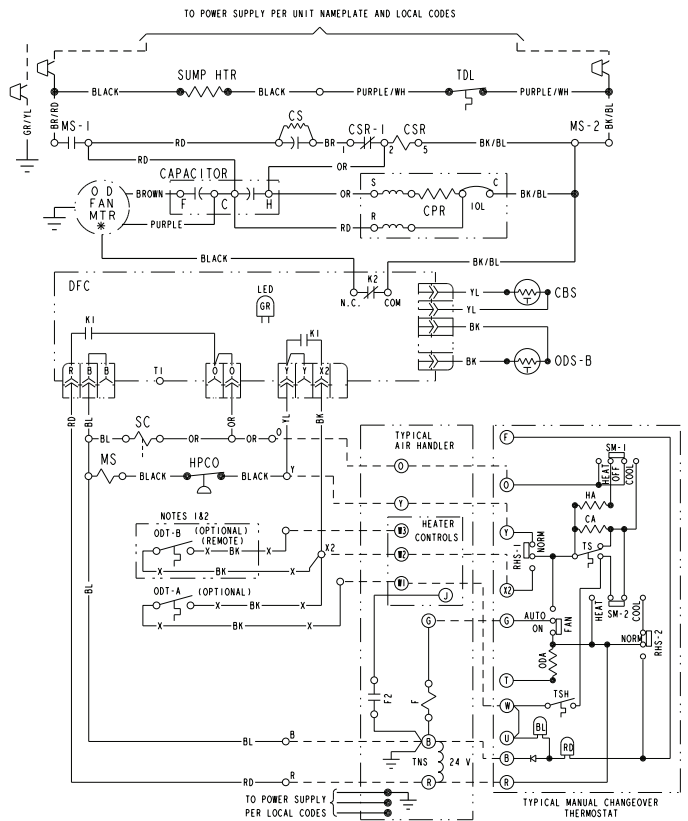 TO POWER SUPPLY PER UNIT NAMEPLATE AND LOCAL CODES
SUMP HTR
TDL
BLACK
BLACK
PURPLE/WH
PURPLE/WH
GR/YL
BR/RD
BK/BL
MS-1
RD
CS
BR
1
CSR-1
2
CSR
5
BK/BL
MS-2
RD
OR
CAPACITOR
O D
FAN
MTR
*
BROWN
F
C
H
OR
S
CPR
IOL
C
BK/BL
PURPLE
RD
R
BLACK
BK/BL
DFC
LED
GR
K2
N.C.
COM
YL
CBS
YL
BK
BK
ODS-B
K1
K1
R
B
B
T1
O
O
Y
Y
X2
RD
BL
OR
YL
BK
SC
BL
OR
OR
O
MS
BLACK
HPCO
BLACK
Y
NOTES 1&2
ODT-B
(OPTIONAL)
(REMOTE)
X
BK
X
X
BK
X
X2
ODT-A
(OPTIONAL)
X
BK
X
BK
X
BL
TYPICAL
AIR HANDLER
O
Y
W3
HEATER
CONTROLS
W2
W1
J
G
F2
F
B
TNS
24 V
R
BL
B
RD
R
TO POWER SUPPLY
PER LOCAL CODES
F
SM-1
HEAT
OFF
COOL
O
HA
CA
Y
NORM
RHS-1
TS
X2
HEAT
SM-2
COOL
G
AUTO
ON
FAN
NORM
RHS-2
ODA
T
TSH
W
U
BL
B
RD
R
TYPICAL MANUAL CHANGEOVER
THERMOSTAT